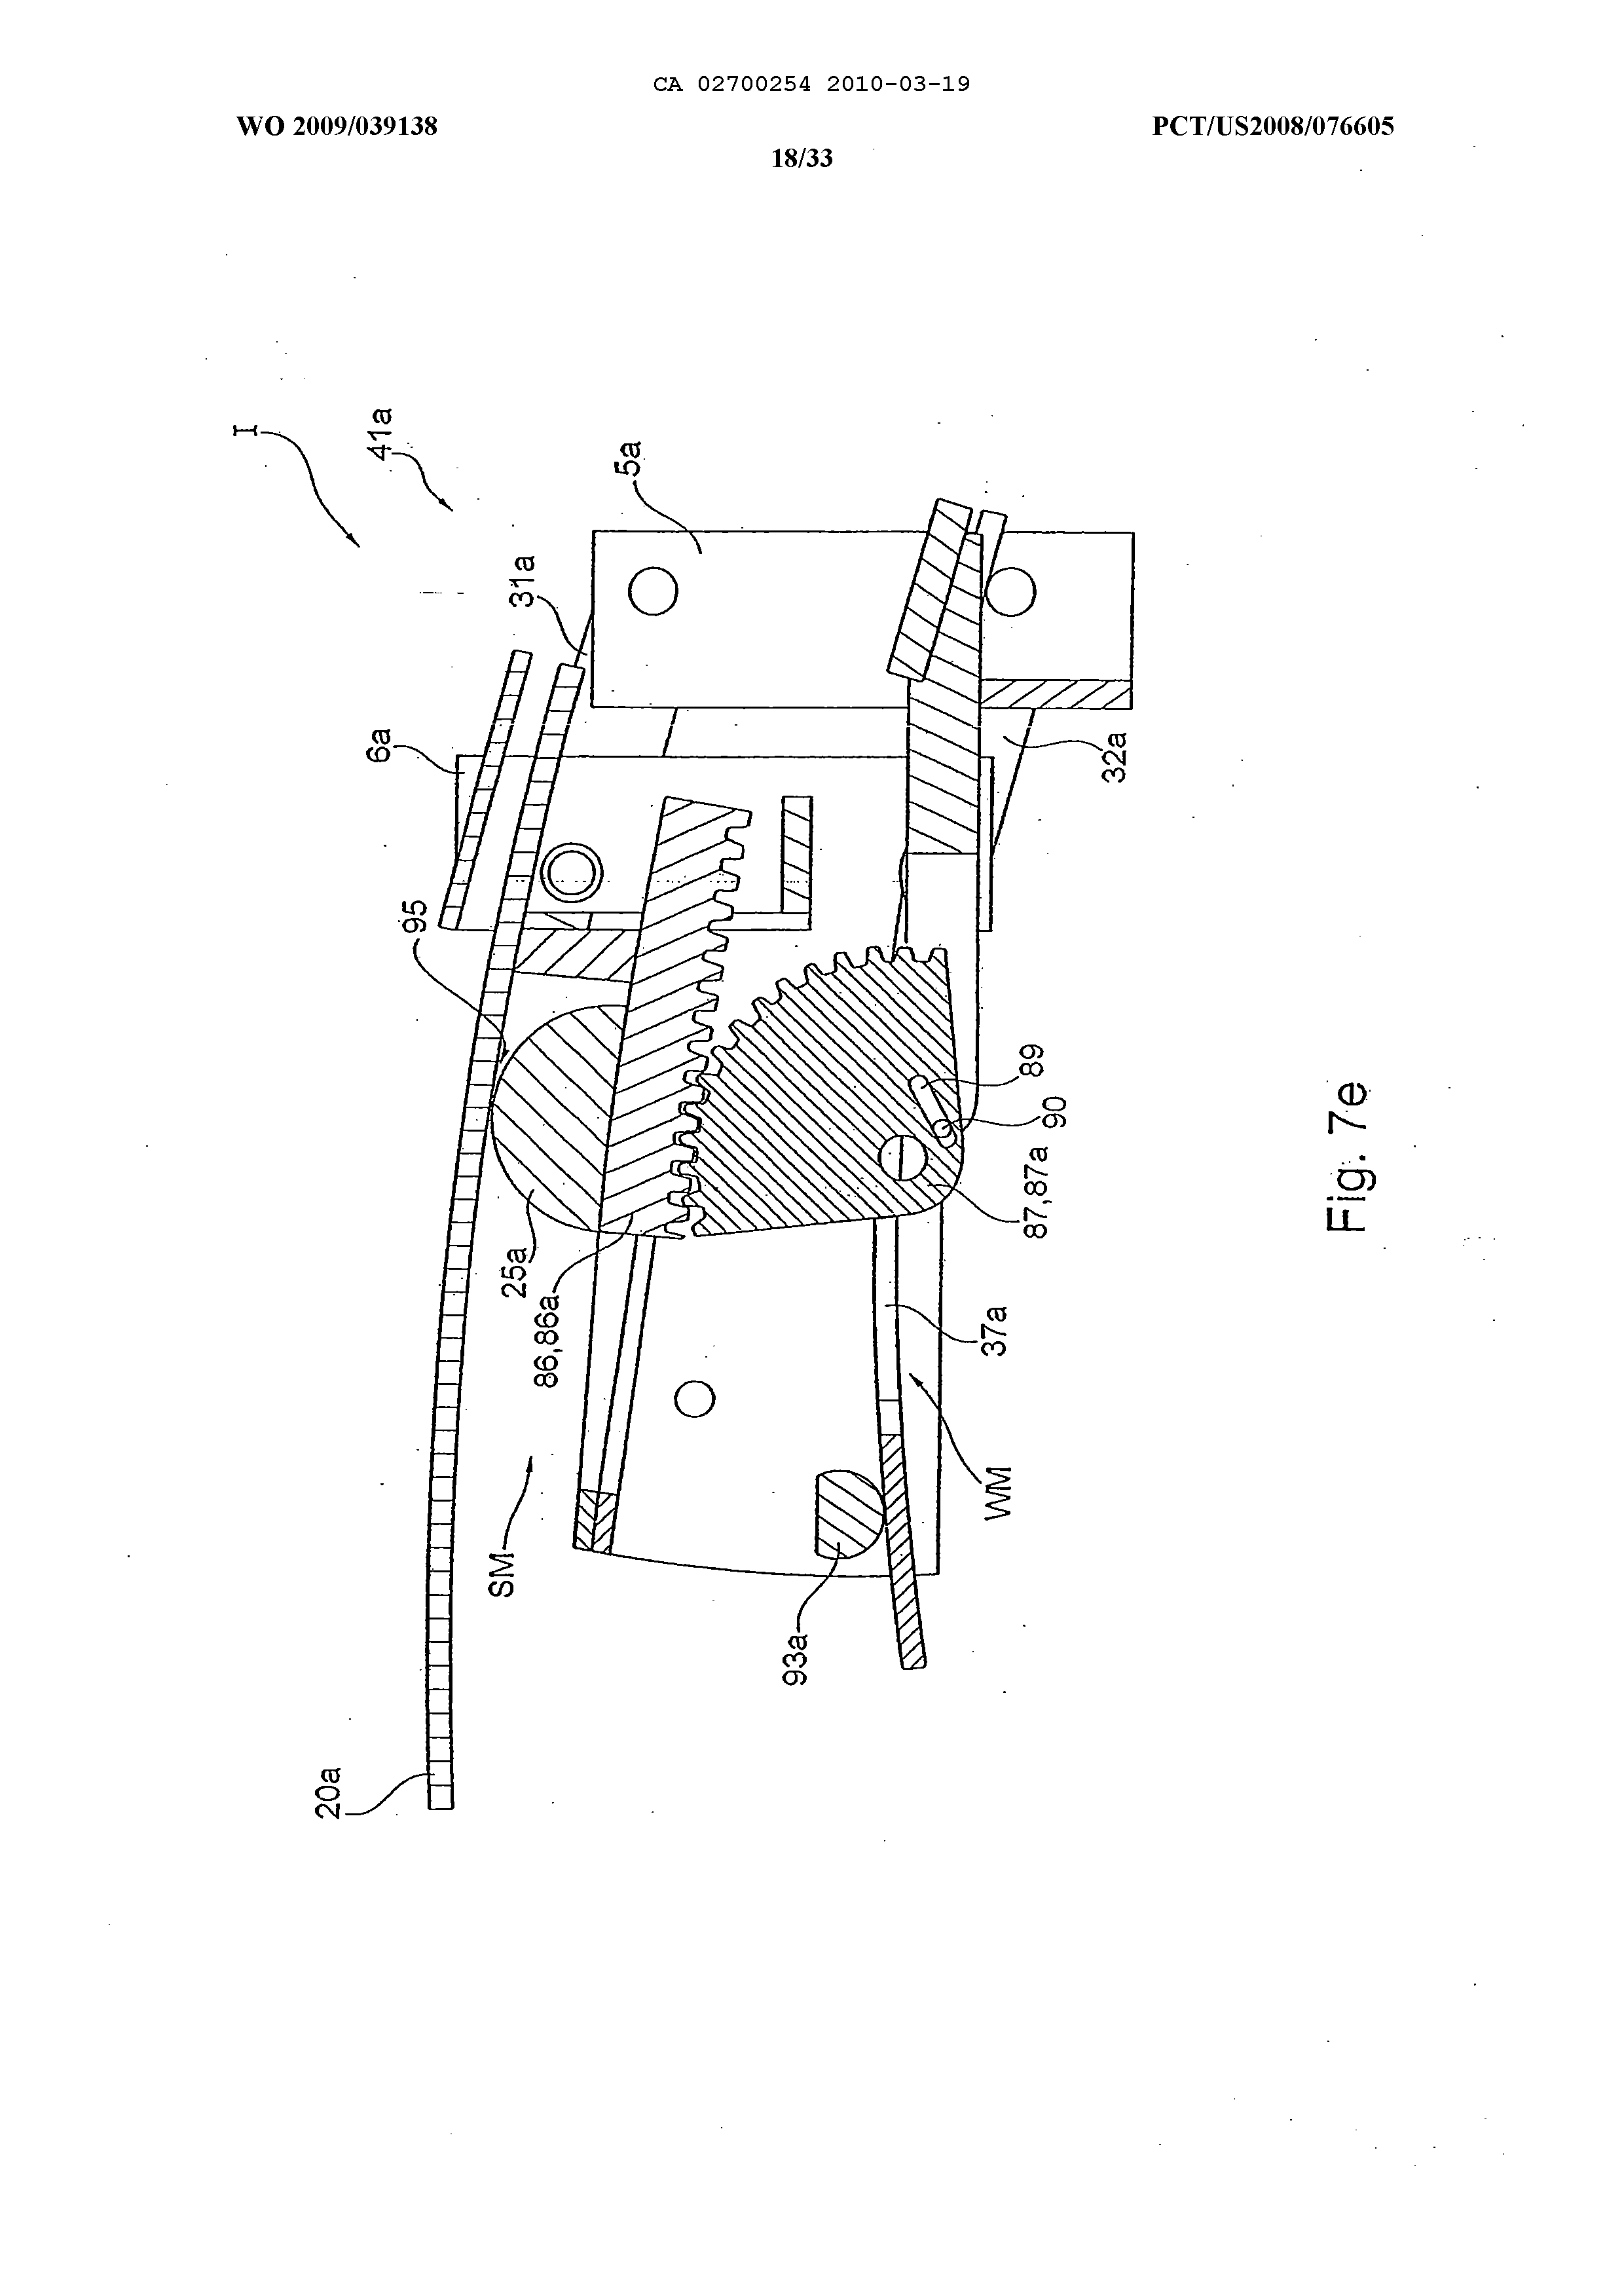 CA 02700254 2010-03-19
WO 2009/039138
PCT/US2008/076605
18/33
I
41a
5a
31a
6a
32a
95
89
90
87,87a
25a
86,86a
37a
SM
WM
93a
20a
Fig. 7e